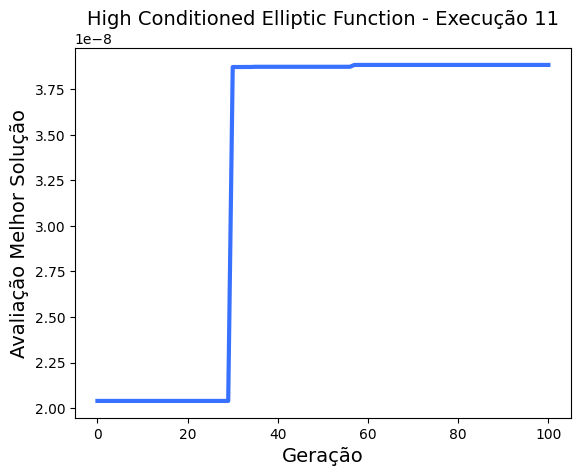 High Conditioned Elliptic Function - Execução 11
1e−8
3.75
3.50
3.25
3.00
2.75
2.50
2.25
2.00
Avaliação Melhor Solução
0 20 40 60 80 100
Geração